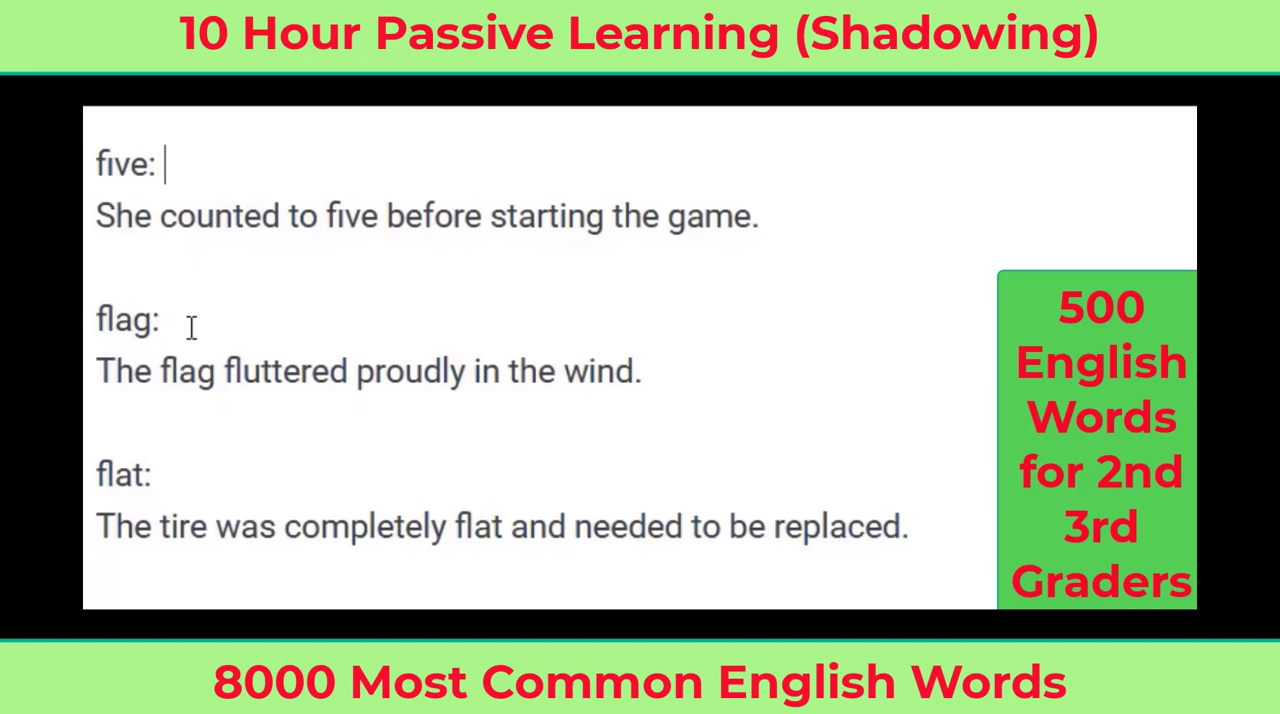 10 Hour Passive Learning (Shadowing)
five:
She counted to five before starting the game.
flag:
The flag fluttered proudly in the wind.
flat:
The tire was completely flat and needed to be replaced.
500
English
Words
for 2nd
3rd
Graders
8000 Most Common English Words